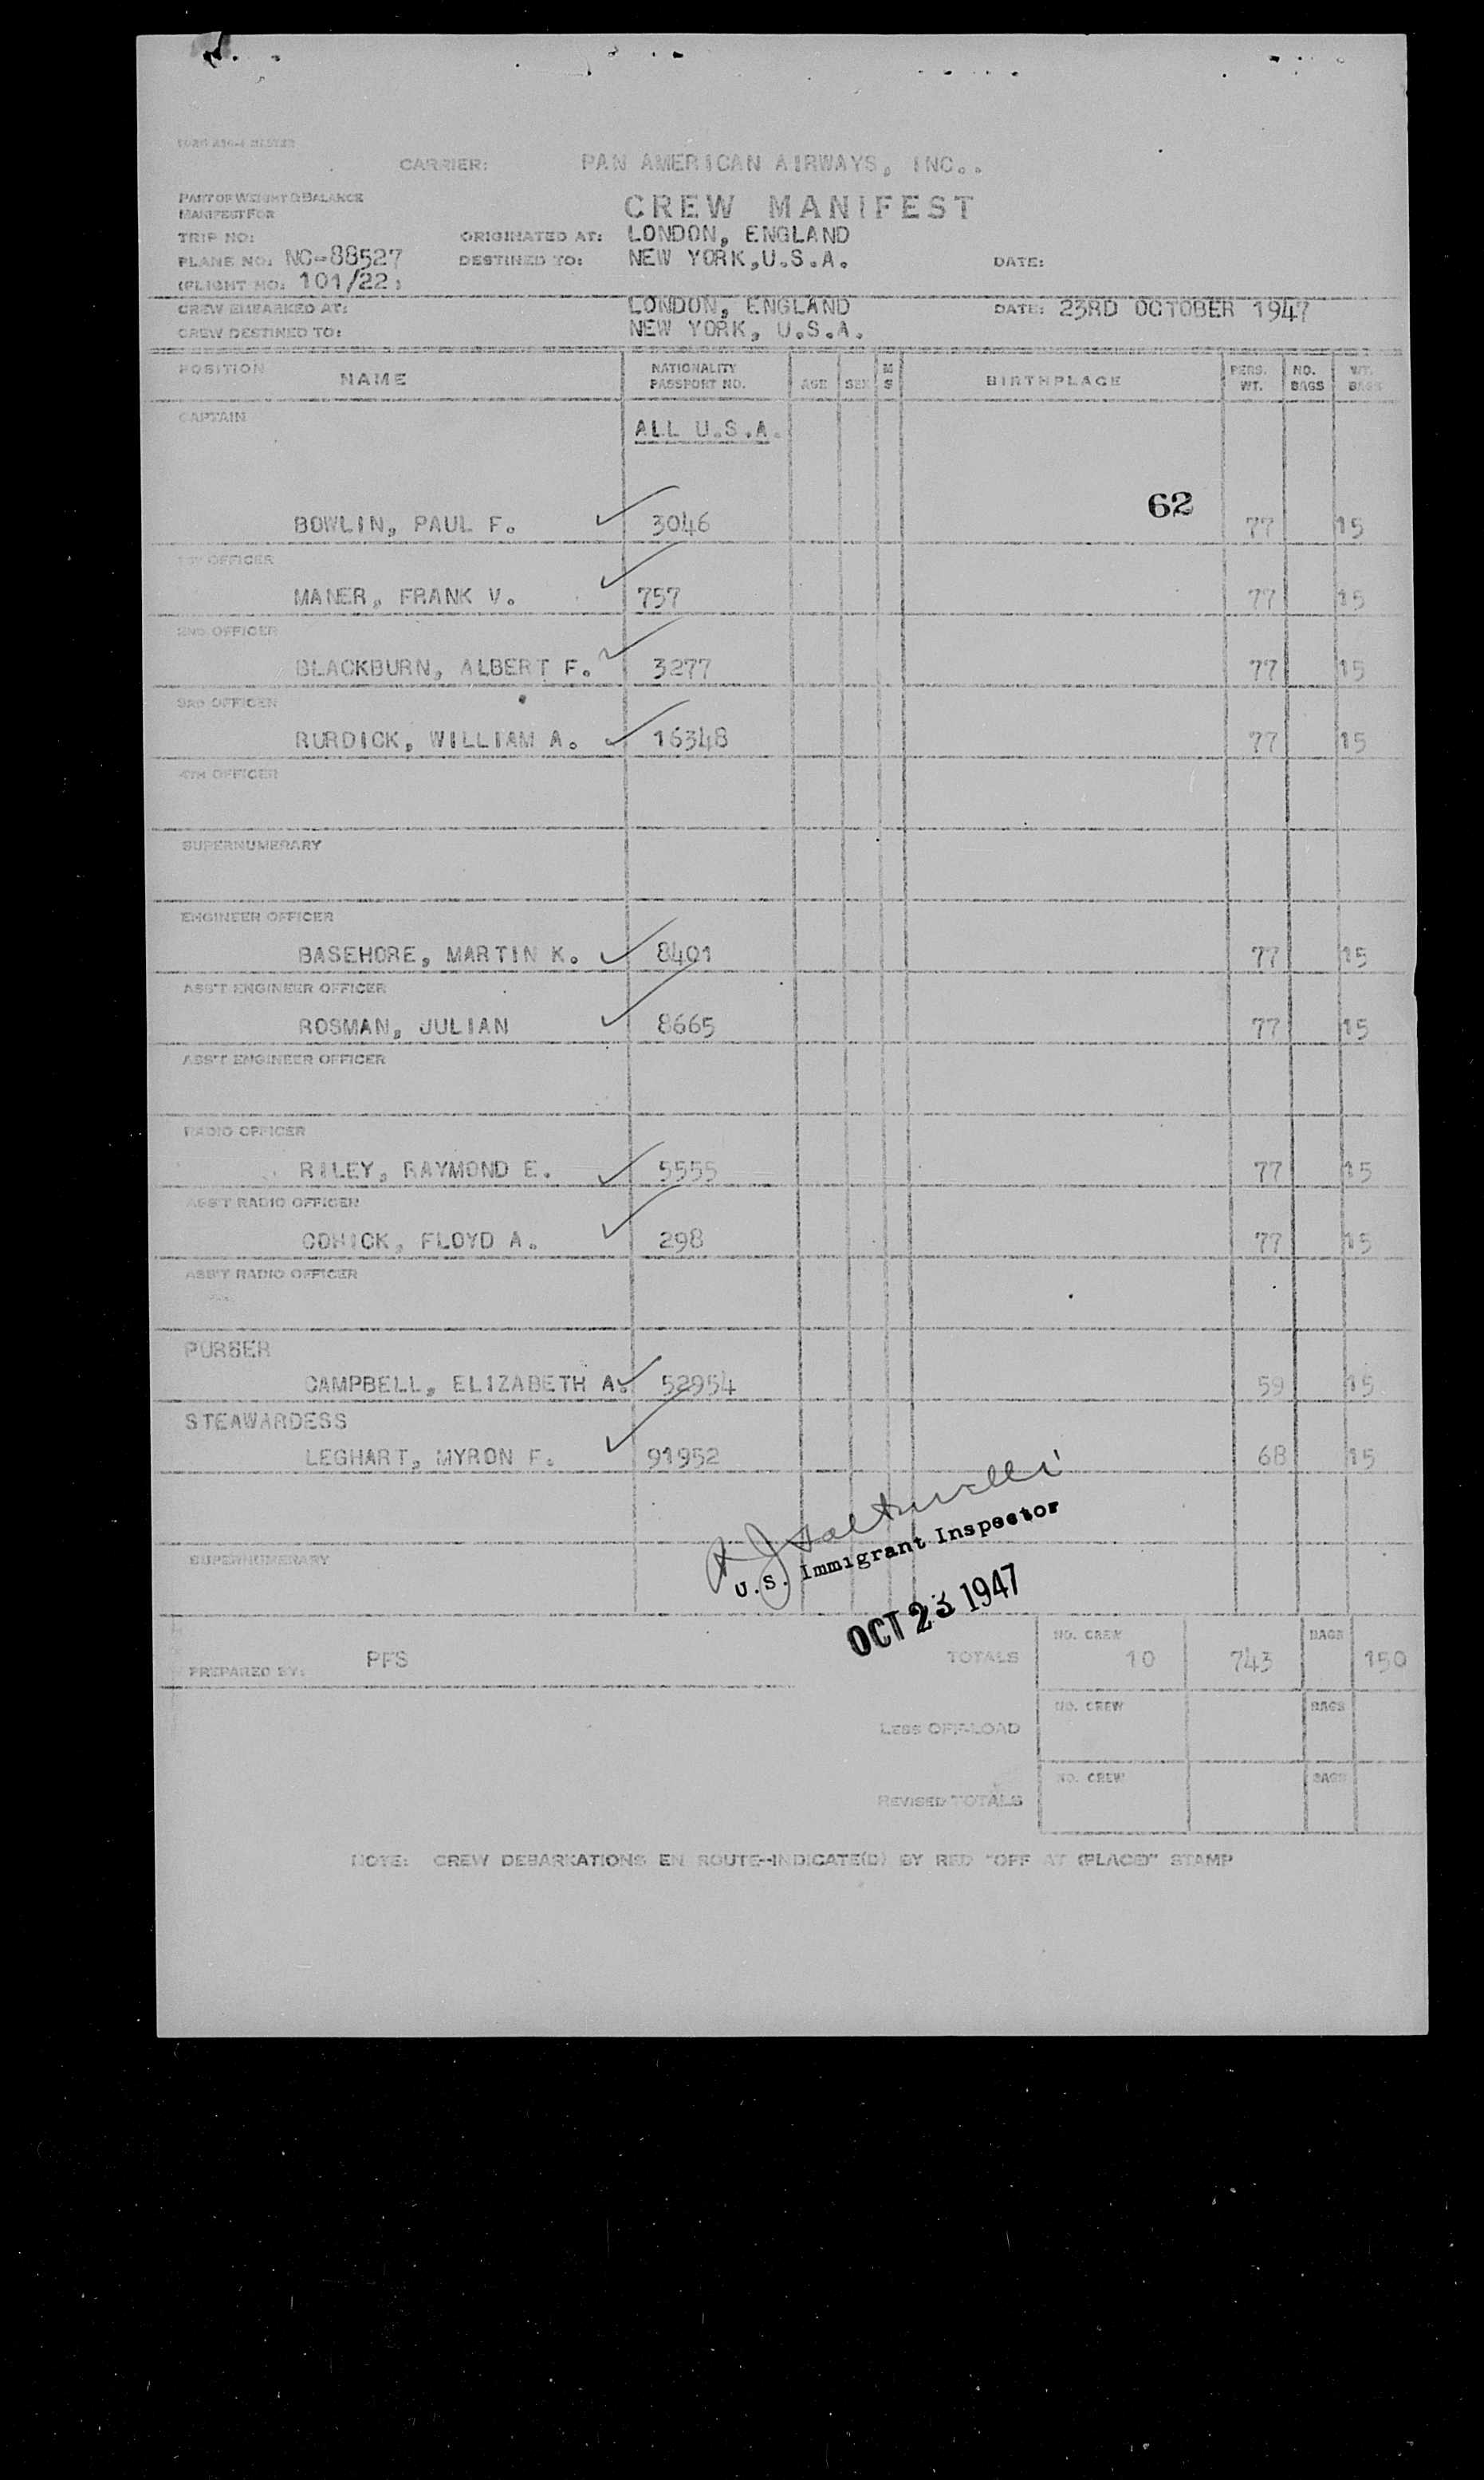 CARRIER: PAN AMERICAN AIRWAYS, INC..
PART OF WEIGHT & BALANCE
MANIFEST FOR
CREW MANIFEST
TRIP NO: ORIGINATED AT: LONDON, ENGLAND
PLANE NO: NC-88527 DESTINED TO: NEW YORK,U.S.A. DATE:
(FLIGHT NO: 101/22)
CREW EMBARKED AT: LONDON, ENGLAND DATE: 23RD OCTOBER 1947
CREW DESTINED TO: NEW YORK, U.S.A.
POSITION NAME NATIONALITY PASSPORT NO. AGE SEX M S BIRTHPLACE PERS. WT. NO. BAGS WT. BAGS
CAPTAIN
ALL U.S.A.
62
BOWLIN, PAUL F. 3046 77 15
1ST OFFICER
MANER, FRANK V. 757 77 15
2ND OFFICER
BLACKBURN, ALBERT F. 3277 77 15
3RD OFFICER
RURDICK, WILLIAM A. 16348 77 15
4TH OFFICER
SUPERNUMERARY
ENGINEER OFFICER
BASEHORE, MARTIN K. 8401 77 15
ASS'T ENGINEER OFFICER
ROSMAN, JULIAN 8665 77 15
ASS'T ENGINEER OFFICER
RADIO OFFICER
RILEY, RAYMOND E. 5555 77 15
ASS'T RADIO OFFICER
COHICK, FLOYD A. 298 77 15
ASS'T RADIO OFFICER
PURSER
CAMPBELL, ELIZABETH A. 52954 59 15
STEAWARDESS
LEGHART, MYRON F. 91952 68 15
U.S. Immigrant Inspector
SUPERNUMERARY
OCT 23 1947
PREPARED BY: PFS TOTALS NO. CREW 10 743 BAGS 150
LESS OFF-LOAD NO. CREW BAGS
REVISED TOTALS NO. CREW BAGS
NOTE: CREW DEBARKATIONS EN ROUTE-INDICATE(D) BY RED "OFF AT (PLACE)" STAMP